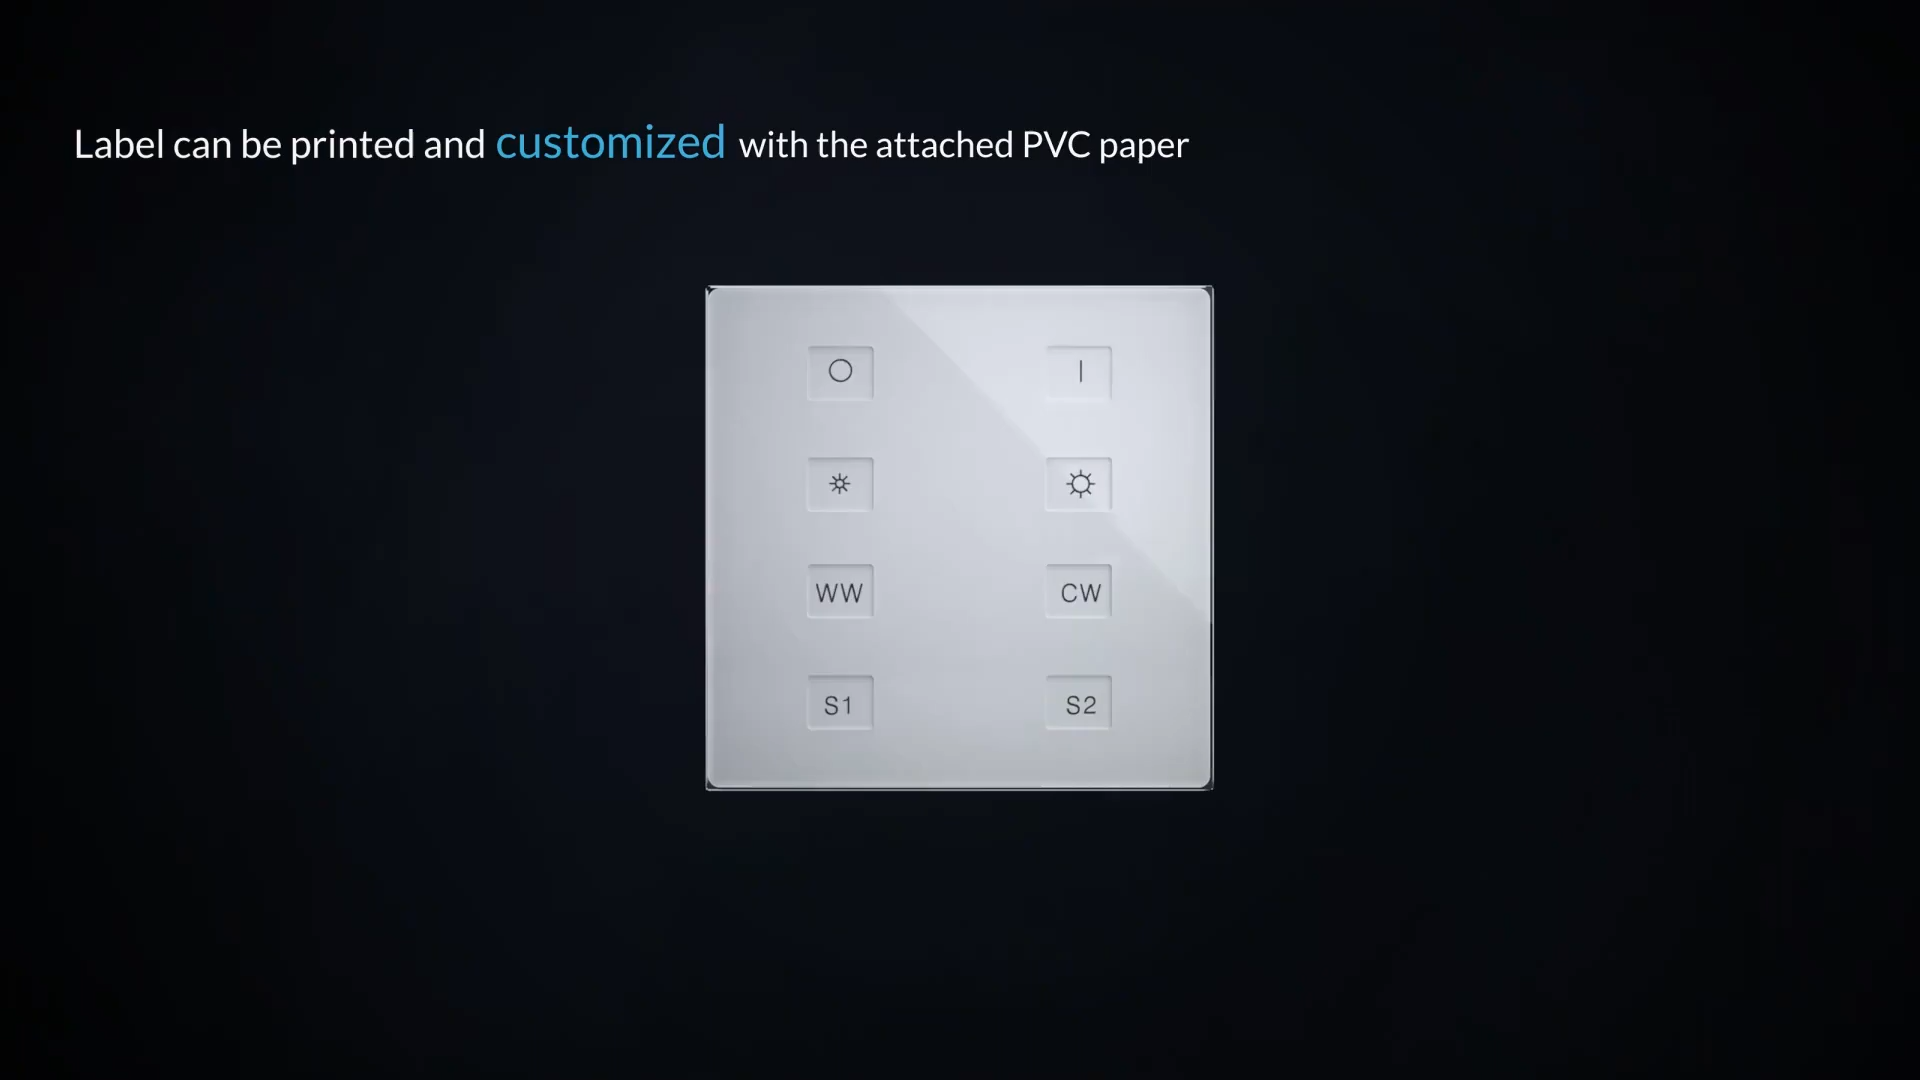 Label can be printed and customized with the attached PVC paper
O I
WW CW
S1 S2